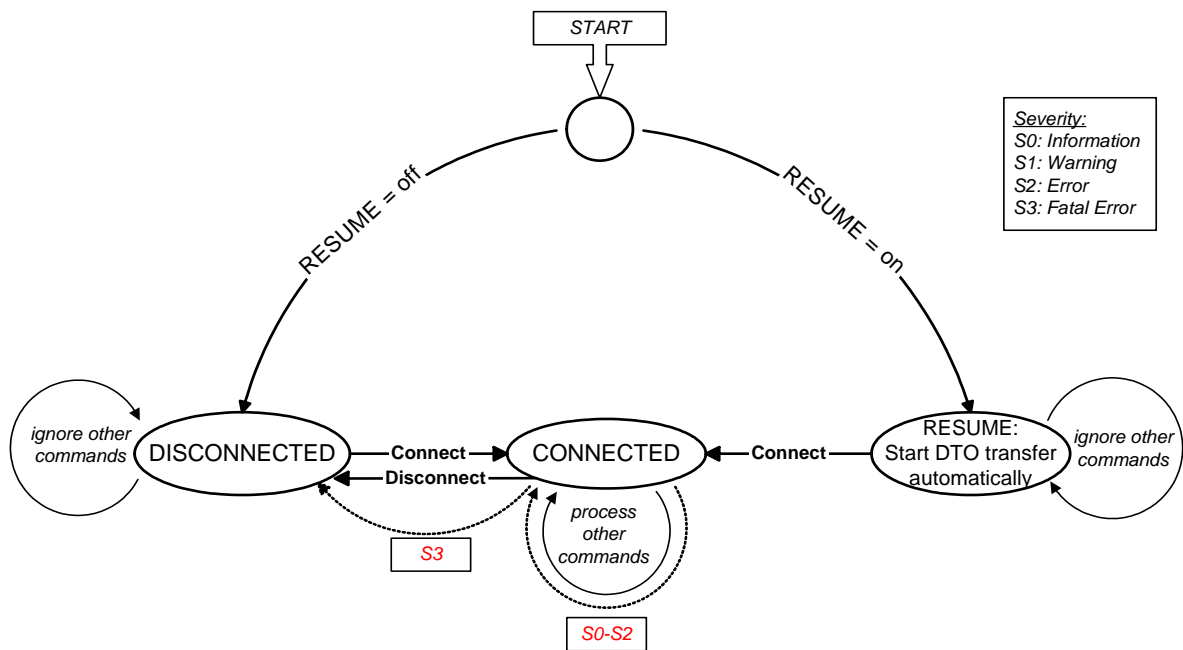 START
Severity:
S0: Information
S1: Warning
S2: Error
S3: Fatal Error
RESUME = off
RESUME = on
ignore other
commands
DISCONNECTED
Connect
Disconnect
CONNECTED
Connect
RESUME:
Start DTO transfer
automatically
ignore other
commands
process
other
commands
S3
S0-S2